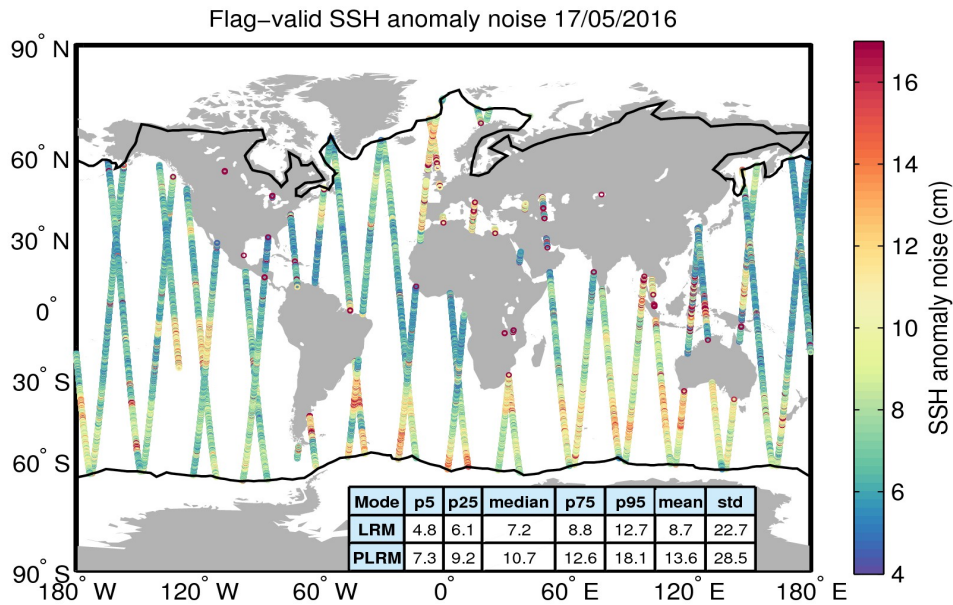 Flag−valid SSH anomaly noise 17/05/2016
90° N
60° N
30° N
0°
30° S
60° S
90° S
180° W
120° W
60° W
0°
60° E
120° E
180° E
Mode p5 p25 median p75 p95 mean std
LRM 4.8 6.1 7.2 8.8 12.7 8.7 22.7
PLRM 7.3 9.2 10.7 12.6 18.1 13.6 28.5
16
14
12
10
8
6
4
SSH anomaly noise (cm)